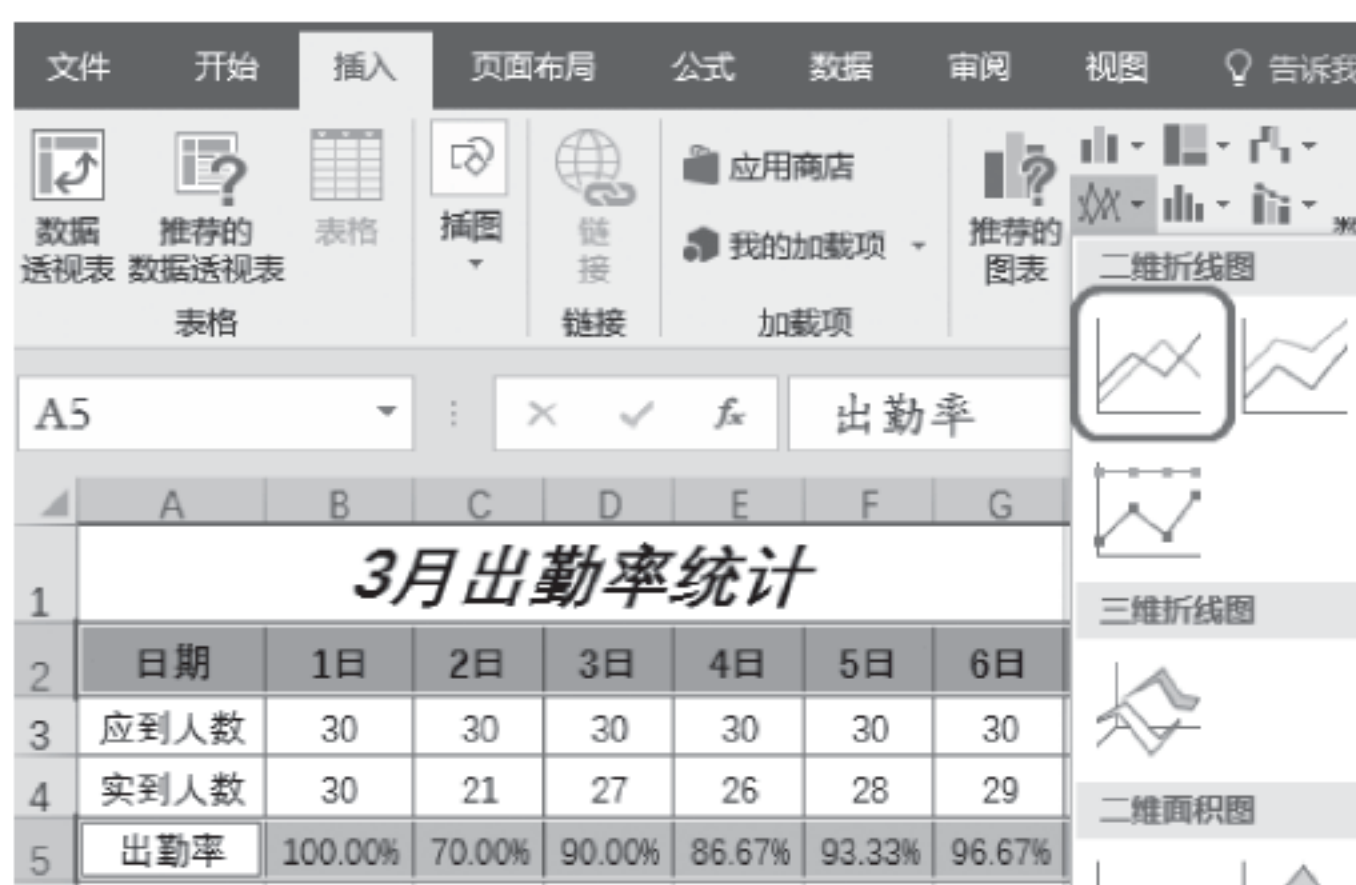 文件 开始 插入 页面布局 公式 数据 审阅 视图 告诉我
应用商店
数据 推荐的 表格 插图 链 我的加载项 推荐的
透视表 数据透视表 接 图表
二维折线图
表格 链接 加载项
A5 fx 出勤率
A B C D E F G
1 3月出勤率统计
三维折线图
2 日期 1日 2日 3日 4日 5日 6日
3 应到人数 30 30 30 30 30 30
4 实到人数 30 21 27 26 28 29
二维面积图
5 出勤率 100.00% 70.00% 90.00% 86.67% 93.33% 96.67%